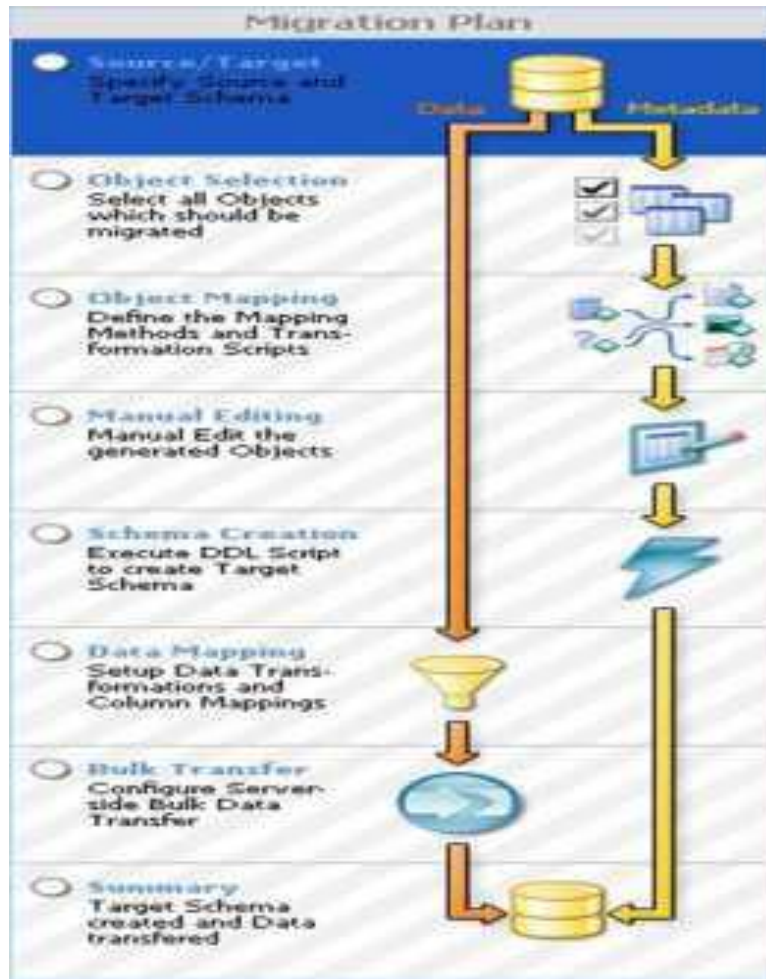 Migration Plan
Source/Target
Specify Source and
Target Schema
Data
Metadata
Object Selection
Select all Objects
which should be
migrated
Object Mapping
Define the Mapping
Methods and Trans-
formation Scripts
Manual Editing
Manual Edit the
generated Objects
Schema Creation
Execute DDL Script
to create Target
Schema
Data Mapping
Setup Data Trans-
formations and
Column Mappings
Bulk Transfer
Configure Server-
side Bulk Data
Transfer
Summary
Target Schema
created and Data
transfered